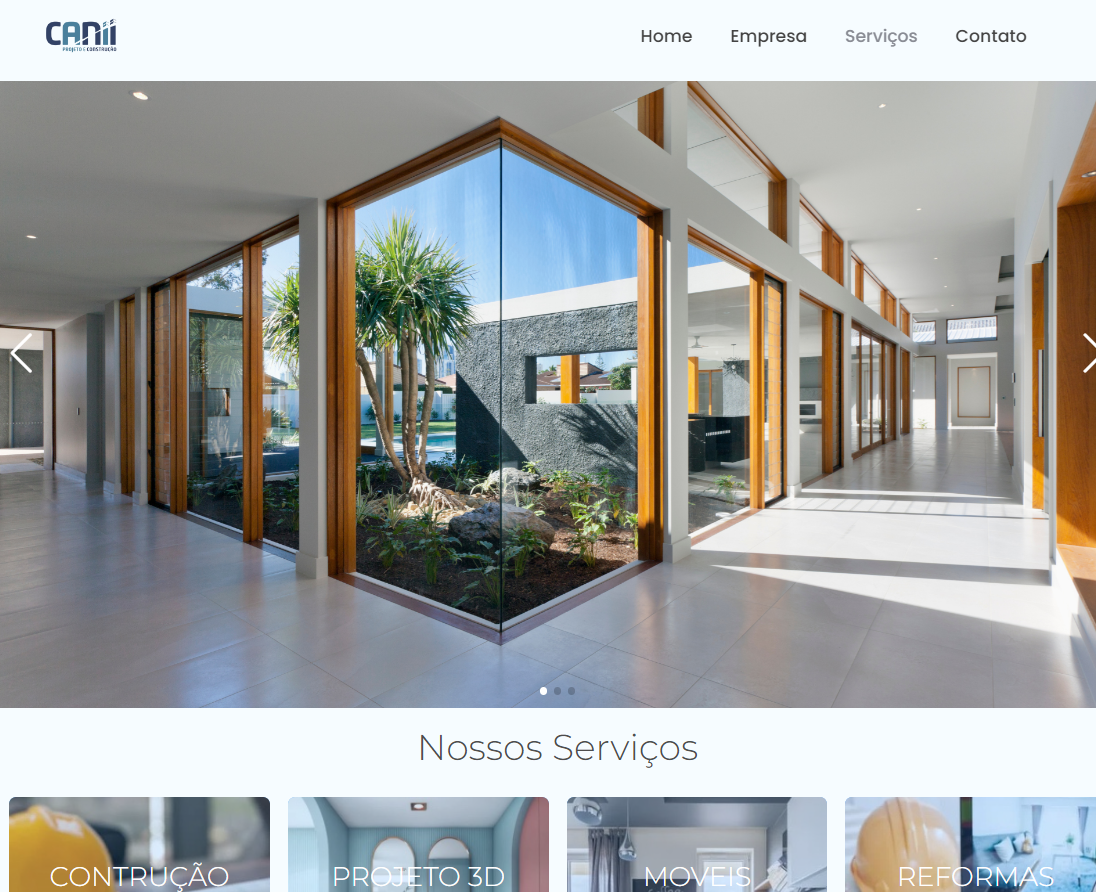 CANII
PROJETO E CONSTRUÇÃO
Home Empresa Serviços Contato
Nossos Serviços
CONTRUÇÃO PROJETO 3D MOVEIS REFORMAS